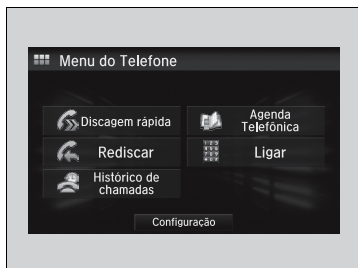 Menu do Telefone
Discagem rápida
Agenda
Telefônica
Rediscar
Ligar
Histórico de
chamadas
Configuração